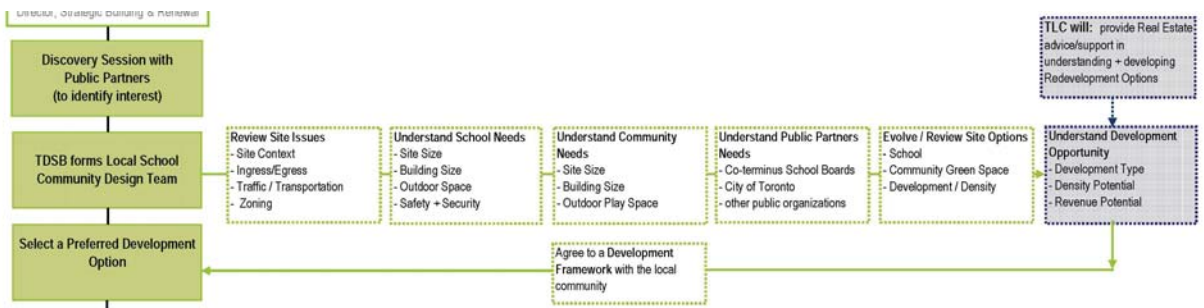 Director, Strategic Building & Renewal
Discovery Session with
Public Partners
(to identify interest)
TDSB forms Local School
Community Design Team
Select a Preferred Development
Option
Review Site Issues
- Site Context
- Ingress/Egress
- Traffic / Transportation
- Zoning
Understand School Needs
- Site Size
- Building Size
- Outdoor Space
- Safety + Security
Understand Community
Needs
- Site Size
- Building Size
- Outdoor Play Space
Understand Public Partners
Needs
- Co-terminus School Boards
- City of Toronto
- other public organizations
Evolve / Review Site Options
- School
- Community Green Space
- Development / Density
TLC will: provide Real Estate
advice/support in
understanding + developing
Redevelopment Options
Understand Development
Opportunity
- Development Type
- Density Potential
- Revenue Potential
Agree to a Development
Framework with the local
community